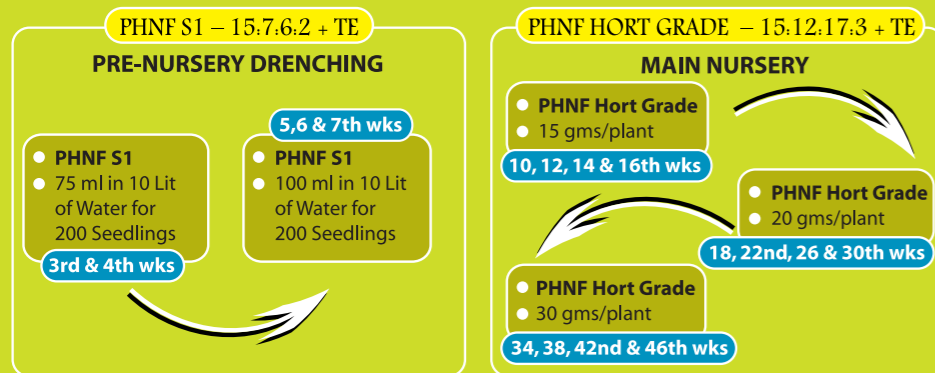 PHNF S1 – 15:7:6:2 + TE
PRE-NURSERY DRENCHING
PHNF S1
75 ml in 10 Lit
of Water for
200 Seedlings
3rd & 4th wks
5,6 & 7th wks
PHNF S1
100 ml in 10 Lit
of Water for
200 Seedlings
PHNF HORT GRADE – 15:12:17:3 + TE
MAIN NURSERY
PHNF Hort Grade
15 gms/plant
10, 12, 14 & 16th wks
PHNF Hort Grade
20 gms/plant
18, 22nd, 26 & 30th wks
PHNF Hort Grade
30 gms/plant
34, 38, 42nd & 46th wks